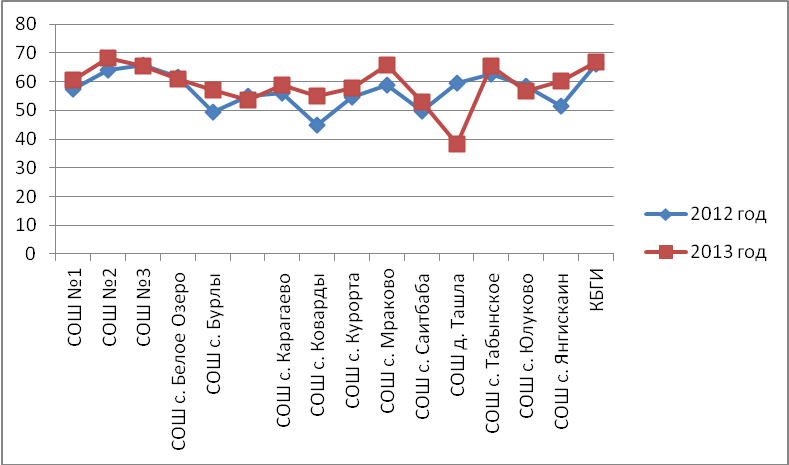 80
70
60
50
40
30
20
10
0
СОШ №1
СОШ №2
СОШ №3
СОШ с. Белое Озеро
СОШ с. Бурлы
СОШ с. Карагаево
СОШ с. Коварды
СОШ с. Курорта
СОШ с. Мраково
СОШ с. Саитбаба
СОШ д. Ташла
СОШ с. Табынское
СОШ с. Юлуково
СОШ с. Янгискаин
КБГИ
2012 год
2013 год